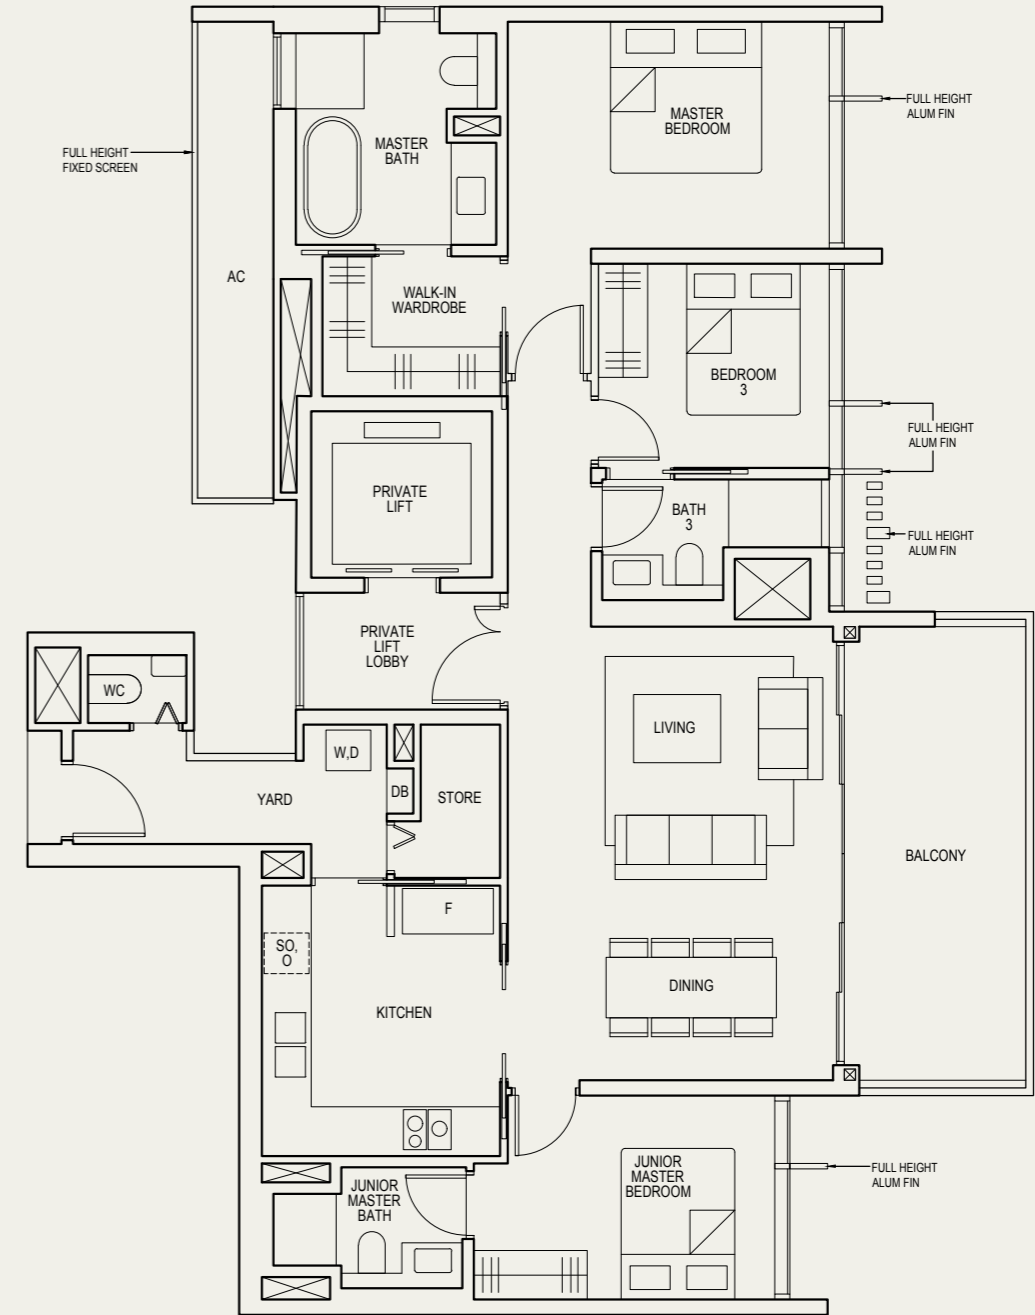 FULL HEIGHT
ALUM FIN
MASTER
BEDROOM
MASTER
BATH
FULL HEIGHT
FIXED SCREEN
AC
WALK-IN
WARDROBE
BEDROOM
3
FULL HEIGHT
ALUM FIN
PRIVATE
LIFT
BATH
3
FULL HEIGHT
ALUM FIN
PRIVATE
LIFT
LOBBY
WC
LIVING
W,D
DB
STORE
YARD
BALCONY
F
SO,
O
DINING
KITCHEN
JUNIOR
MASTER
BEDROOM
FULL HEIGHT
ALUM FIN
JUNIOR
MASTER
BATH